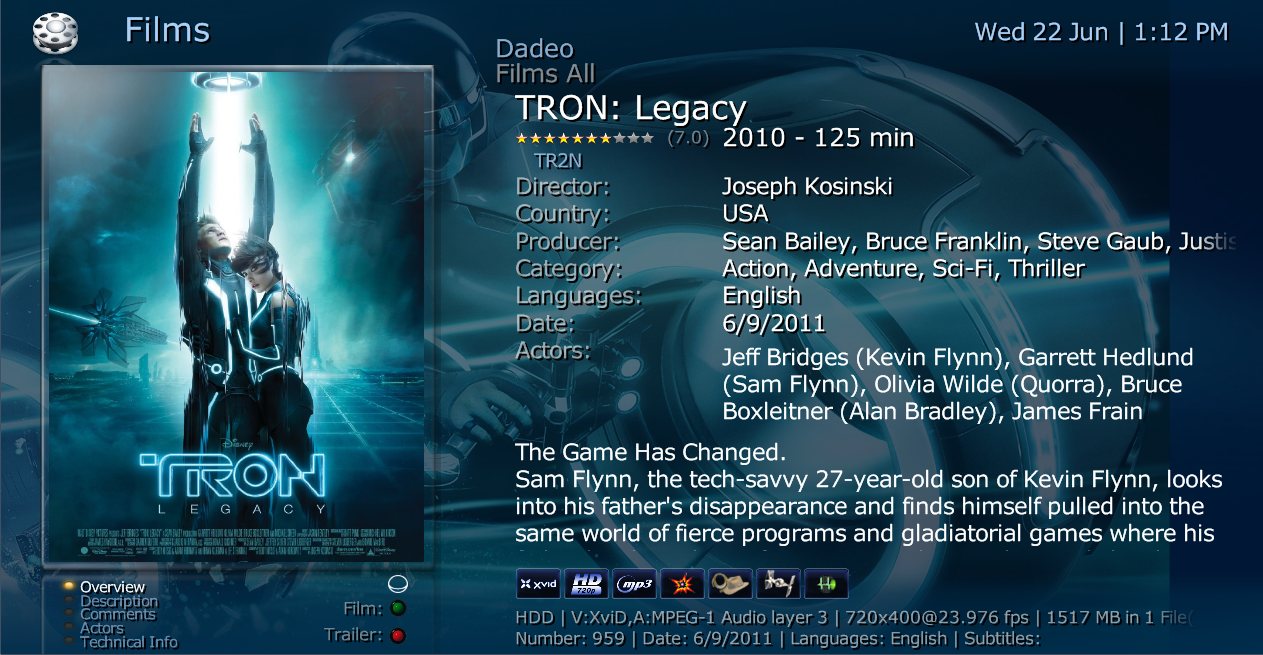 Films
Wed 22 Jun | 1:12 PM
Dadeo
Films All
TRON: Legacy
(7.0) 2010 - 125 min
TR2N
Director: Joseph Kosinski
Country: USA
Producer: Sean Bailey, Bruce Franklin, Steve Gaub, Justis
Category: Action, Adventure, Sci-Fi, Thriller
Languages: English
Date: 6/9/2011
Actors: Jeff Bridges (Kevin Flynn), Garrett Hedlund
(Sam Flynn), Olivia Wilde (Quorra), Bruce
Boxleitner (Alan Bradley), James Frain
The Game Has Changed.
Sam Flynn, the tech-savvy 27-year-old son of Kevin Flynn, looks
into his father's disappearance and finds himself pulled into the
same world of fierce programs and gladiatorial games where his
DISNEY
TRON
LEGACY
Overview
Description
Comments
Actors
Technical Info
Film:
Trailer:
XVID HD 720p mp3
HDD | V:XviD,A:MPEG-1 Audio layer 3 | 720x400@23.976 fps | 1517 MB in 1 File(
Number: 959 | Date: 6/9/2011 | Languages: English | Subtitles: